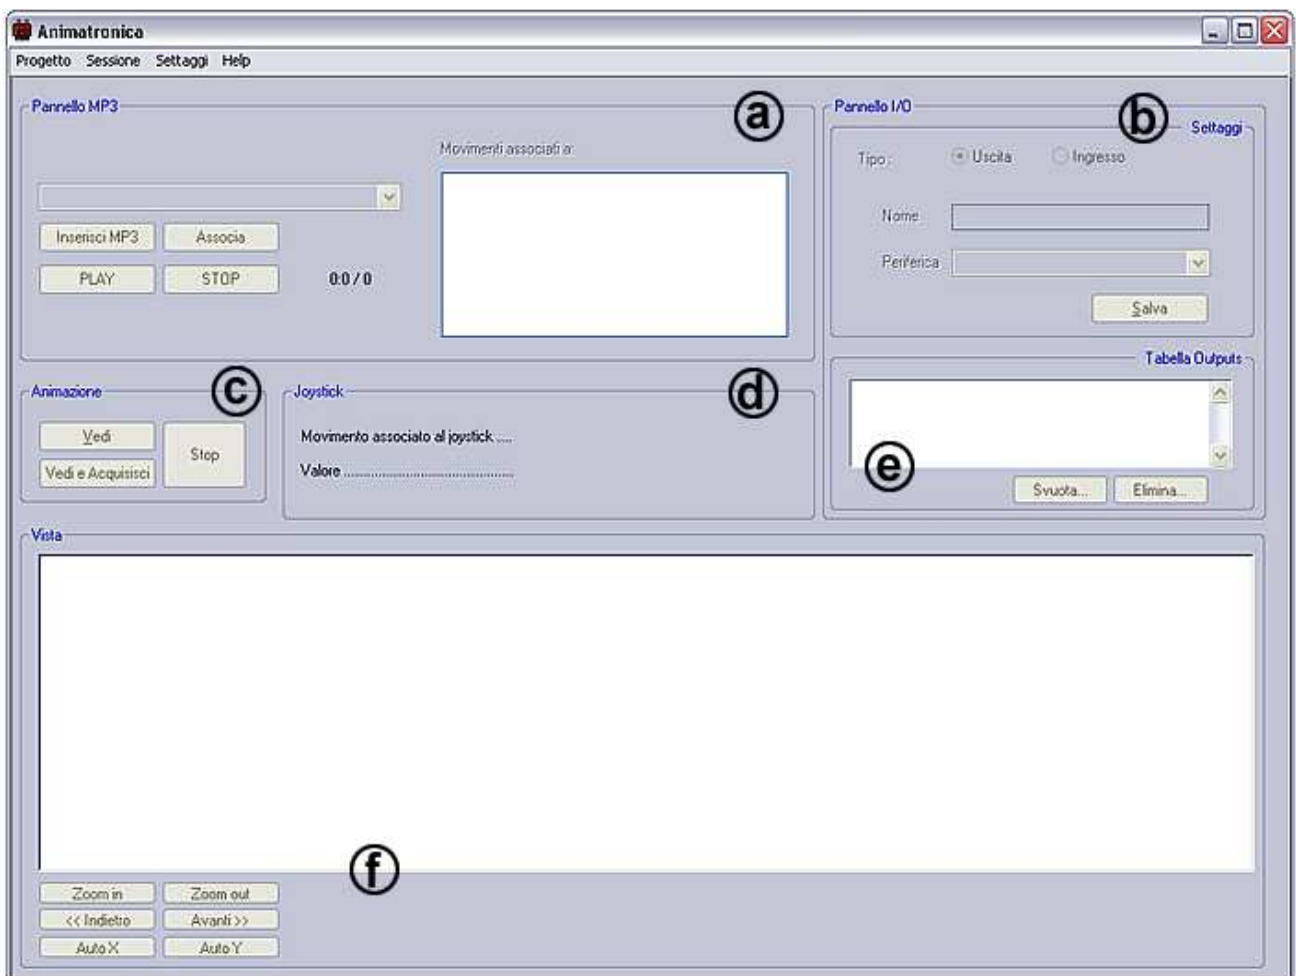 Animatronica
Progetto Sessione Settaggi Help
Pannello MP3
a
Movimenti associati a:
Inserisci MP3
Associa
PLAY
STOP
0:0 / 0
Pannello I/O
b
Settaggi
Tipo :
Uscita
Ingresso
Nome
Periferica
Salva
Animazione
c
Vedi
Vedi e Acquisisci
Stop
Joystick
d
Movimento associato al joystick ....
Valore ................................................
Tabella Outputs
e
Svuota...
Elimina...
Vista
f
Zoom in
Zoom out
<< Indietro
Avanti >>
Auto X
Auto Y